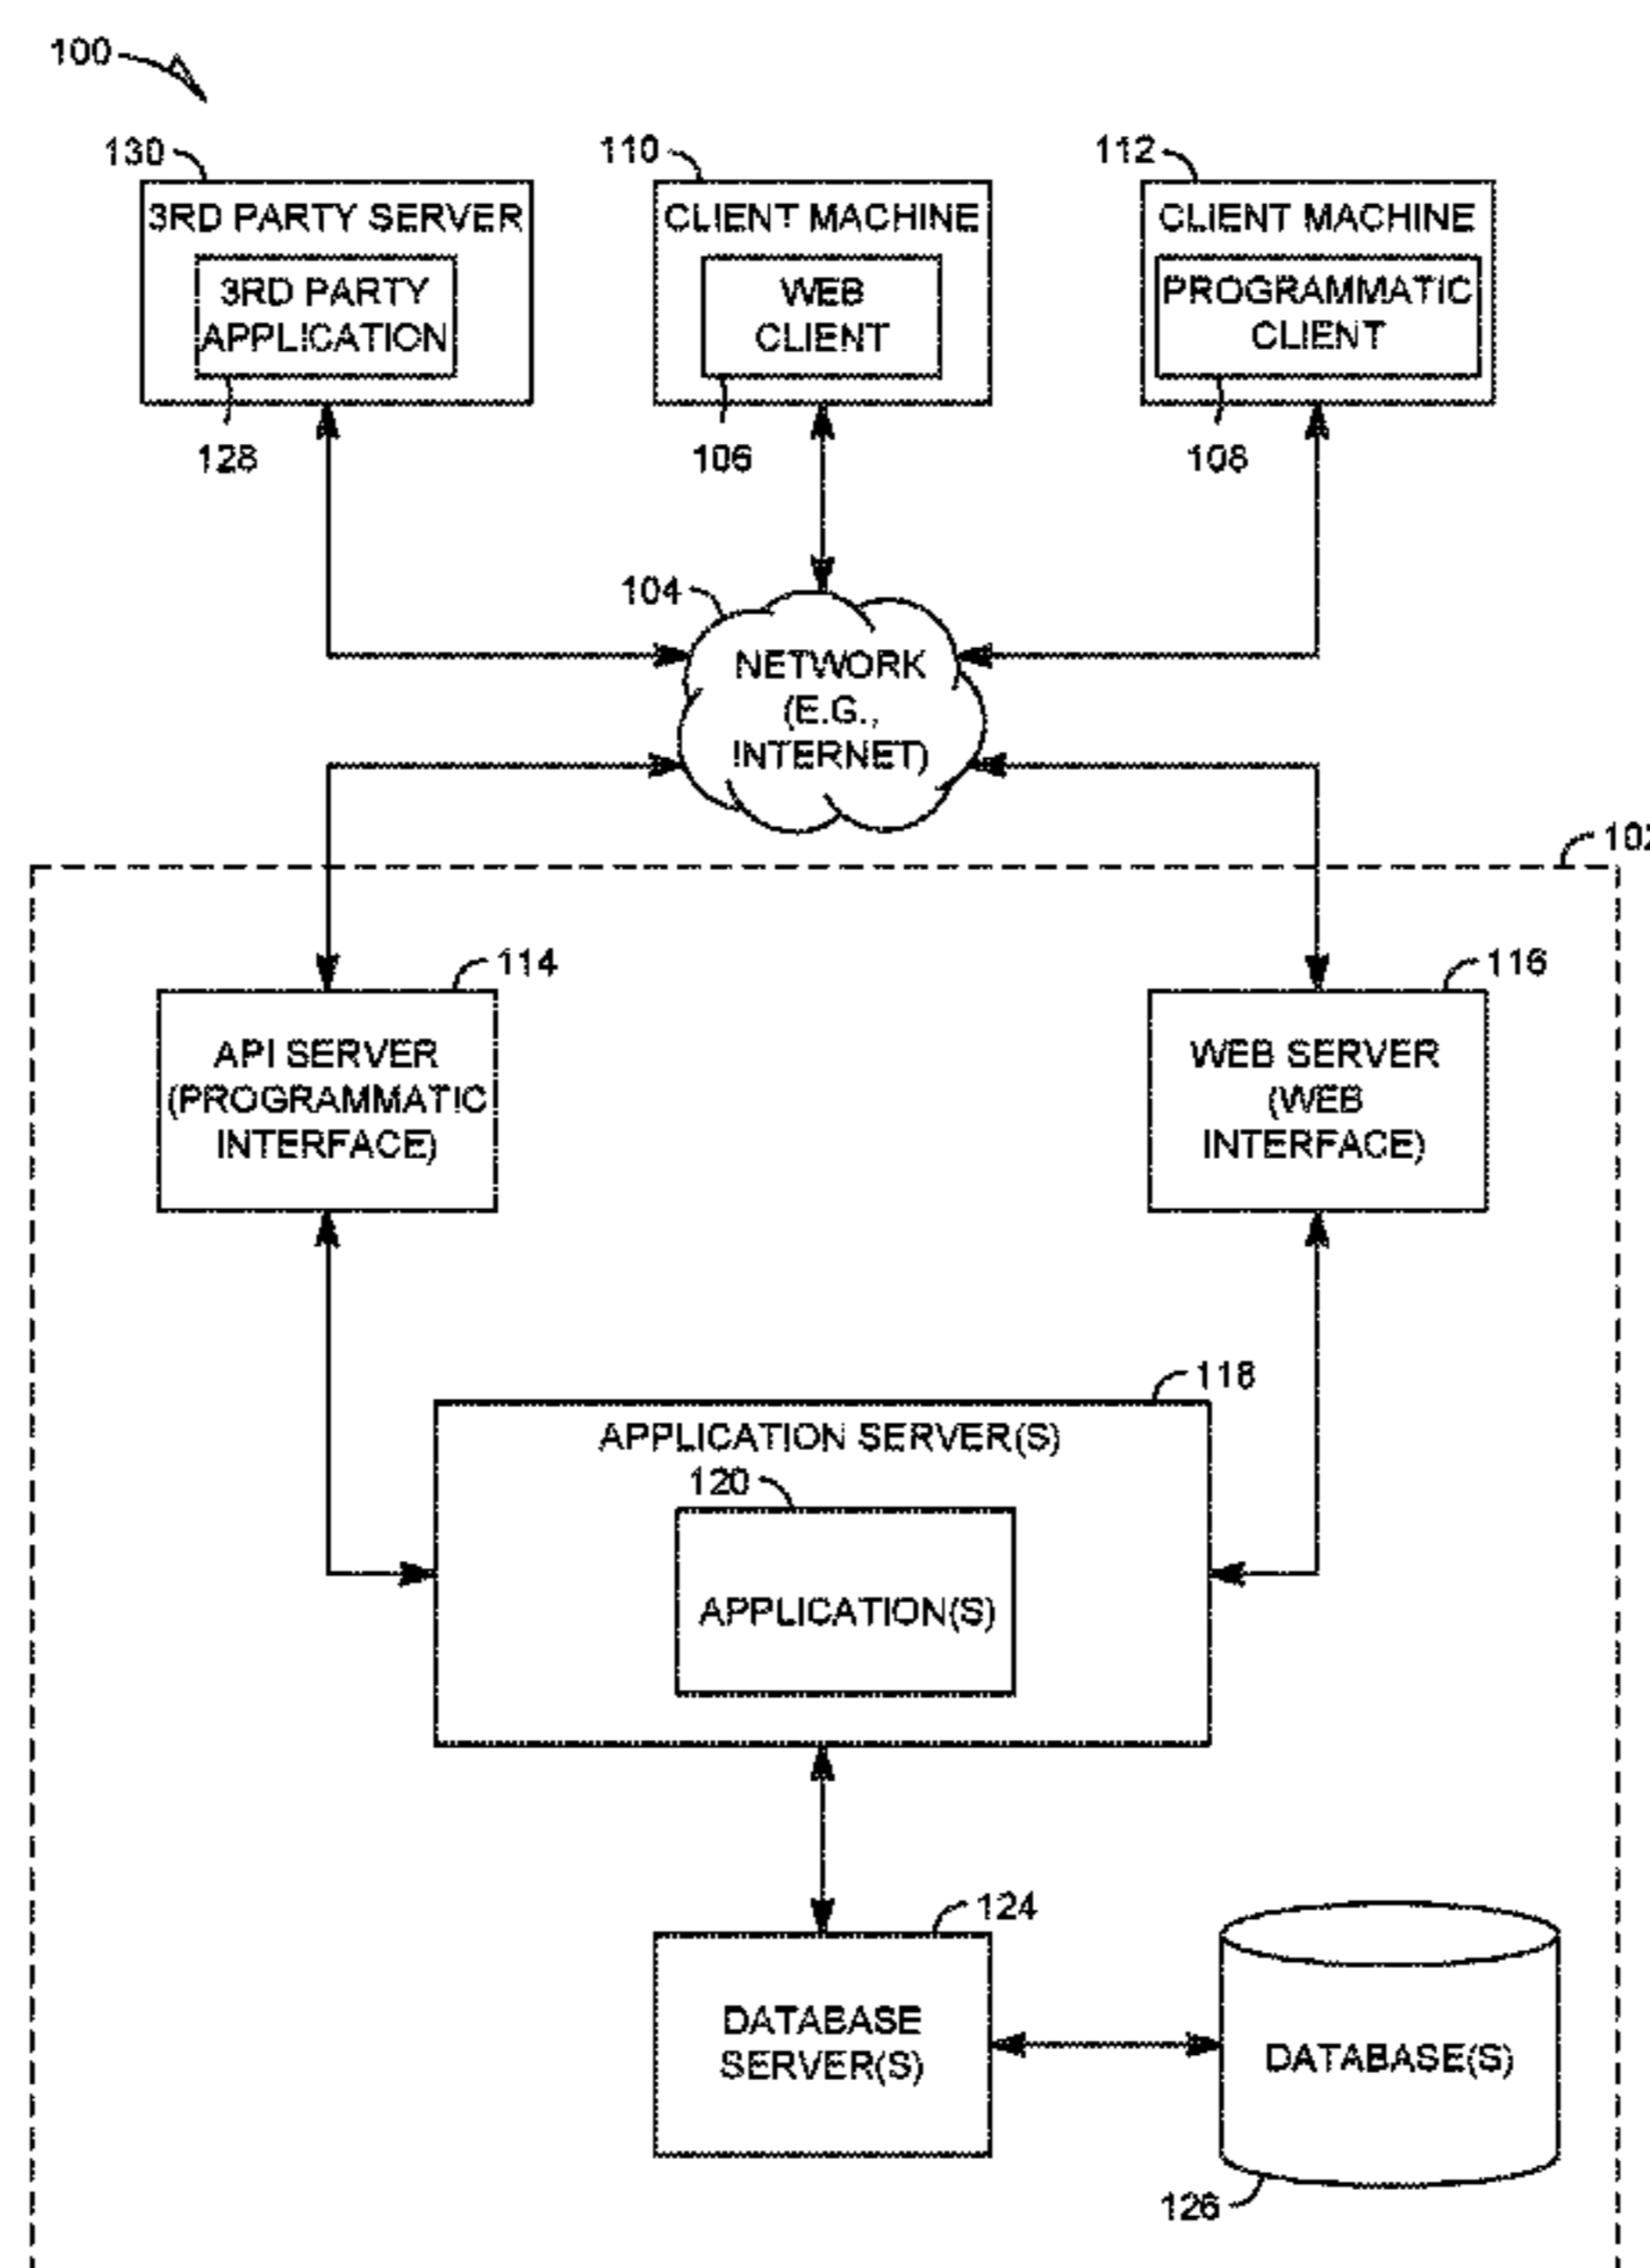 100
130
110
112
3RD PARTY SERVER
3RD PARTY
APPLICATION
128
CLIENT MACHINE
WEB
CLIENT
106
CLIENT MACHINE
PROGRAMMATIC
CLIENT
108
104
NETWORK
(E.G.,
INTERNET)
102
114
API SERVER
(PROGRAMMATIC
INTERFACE)
116
WEB SERVER
(WEB
INTERFACE)
118
APPLICATION SERVER(S)
120
APPLICATION(S)
124
DATABASE
SERVER(S)
DATABASE(S)
126